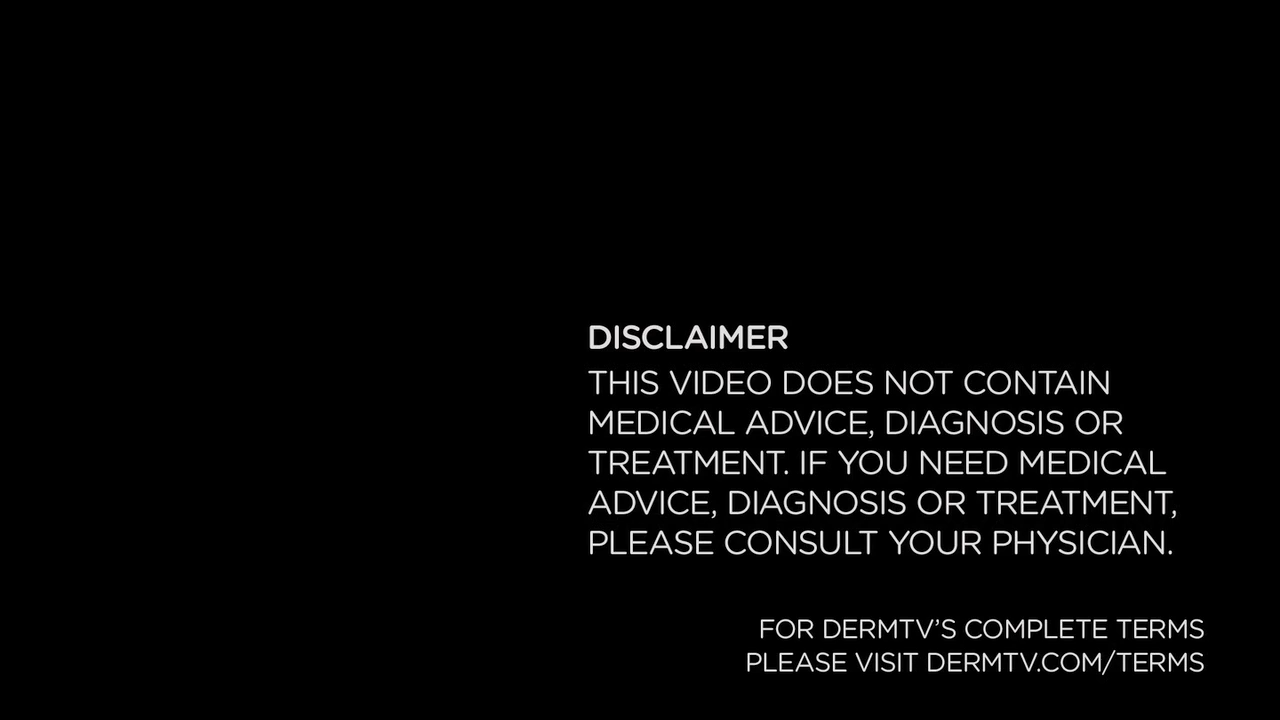 DISCLAIMER
THIS VIDEO DOES NOT CONTAIN
MEDICAL ADVICE, DIAGNOSIS OR
TREATMENT. IF YOU NEED MEDICAL
ADVICE, DIAGNOSIS OR TREATMENT,
PLEASE CONSULT YOUR PHYSICIAN.
FOR DERMTV’S COMPLETE TERMS
PLEASE VISIT DERMTV.COM/TERMS